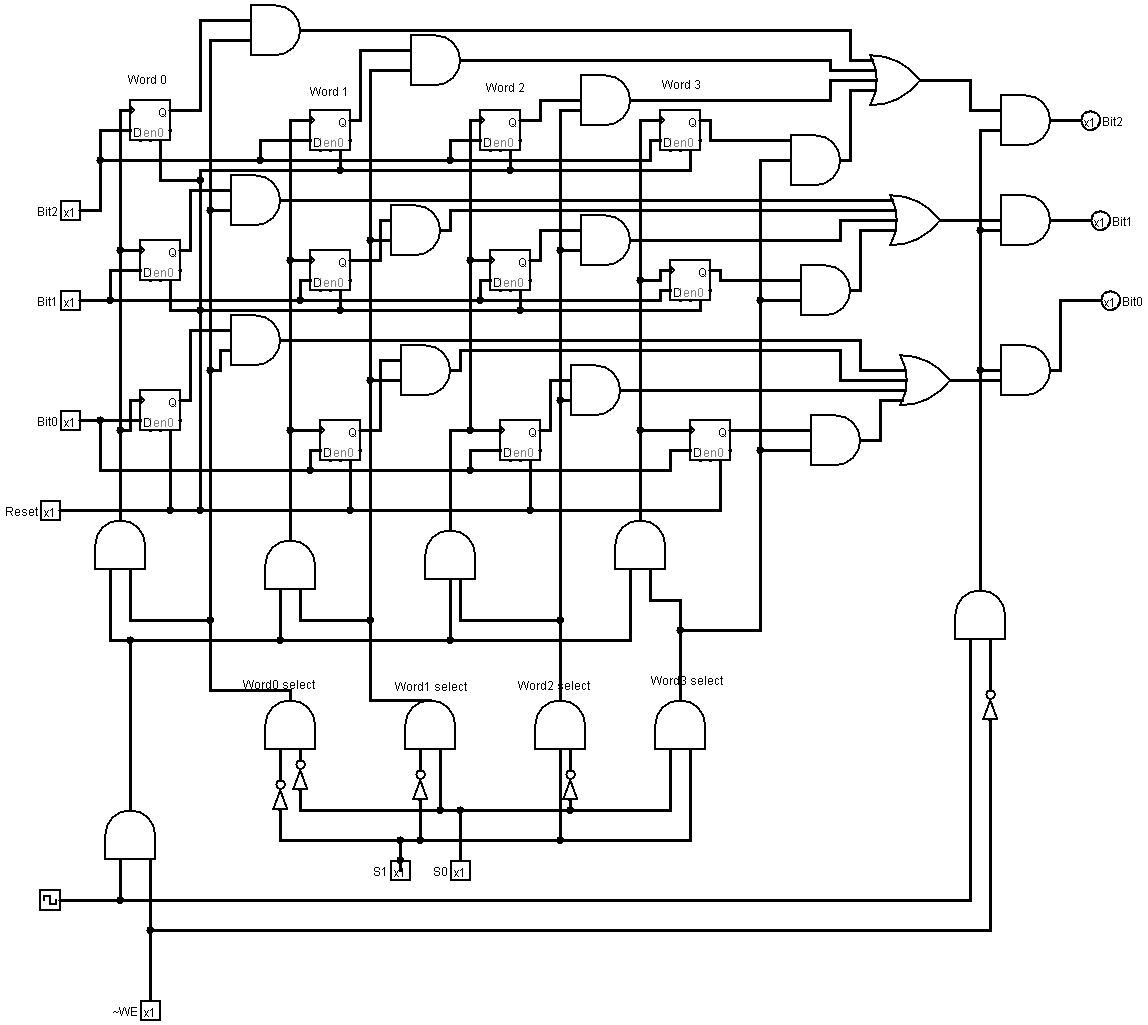 Word 0
Word 1
Word 2
Word 3
Q
Den0
Q
Den0
Q
Den0
Q
Den0
x1 Bit2
Bit2 x1
Q
Den0
Q
Den0
Q
Den0
Q
Den0
x1 Bit1
Bit1 x1
x1 Bit0
Q
Den0
Bit0 x1
Q
Den0
Q
Den0
Q
Den0
Reset x1
Word0 select
Word1 select
Word2 select
Word3 select
S1 x1
S0 x1
~WE x1